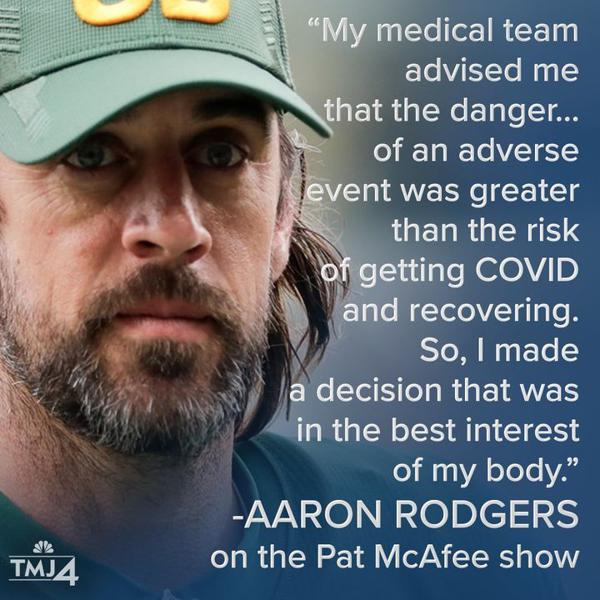 “My medical team
advised me
that the danger...
of an adverse
event was greater
than the risk
of getting COVID
and recovering.
So, I made
a decision that was
in the best interest
of my body.”
-AARON RODGERS
on the Pat McAfee show
TMJ4